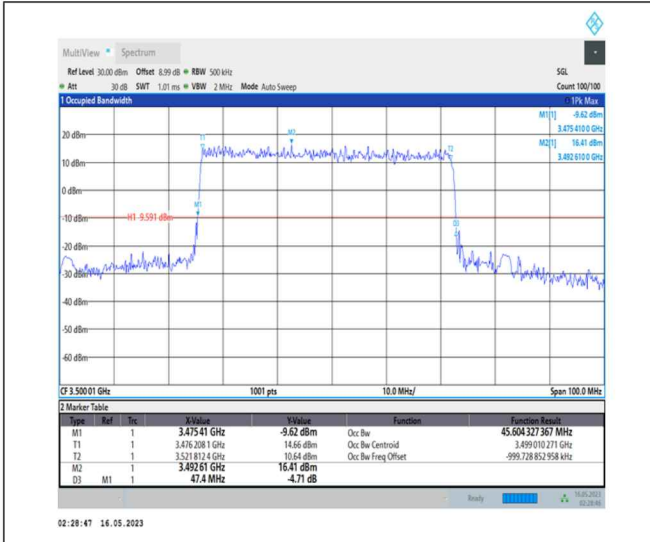 MultiView Spectrum
Ref Level 30.00 dBm Offset 8.99 dB RBW 500 kHz SGL
Att 30 dB SWT 1.01 ms VBW 2 MHz Mode Auto Sweep Count 100/100
1 Occupied Bandwidth 1Pk Max
M1[1] -9.62 dBm
3.475 410 0 GHz
M2[1] 16.41 dBm
3.492 610 0 GHz
20 dBm
T1 M2 T2
10 dBm
0 dBm
M1
-10 dBm H1 -9.591 dBm
D3
-20 dBm
-30 dBm
-40 dBm
-50 dBm
-60 dBm
CF 3.500 01 GHz 1001 pts 10.0 MHz/ Span 100.0 MHz
2 Marker Table
Type Ref Trc X-Value Y-Value Function Function Result
M1 1 3.475 41 GHz -9.62 dBm Occ Bw 45.604 327 367 MHz
T1 1 3.476 208 1 GHz 14.66 dBm Occ Bw Centroid 3.499 010 271 GHz
T2 1 3.521 812 4 GHz 10.64 dBm Occ Bw Freq Offset -999.728 852 958 kHz
M2 1 3.492 61 GHz 16.41 dBm
D3 M1 1 47.4 MHz -4.71 dB
Ready 16.05.2023
02:28:46
02:28:47 16.05.2023